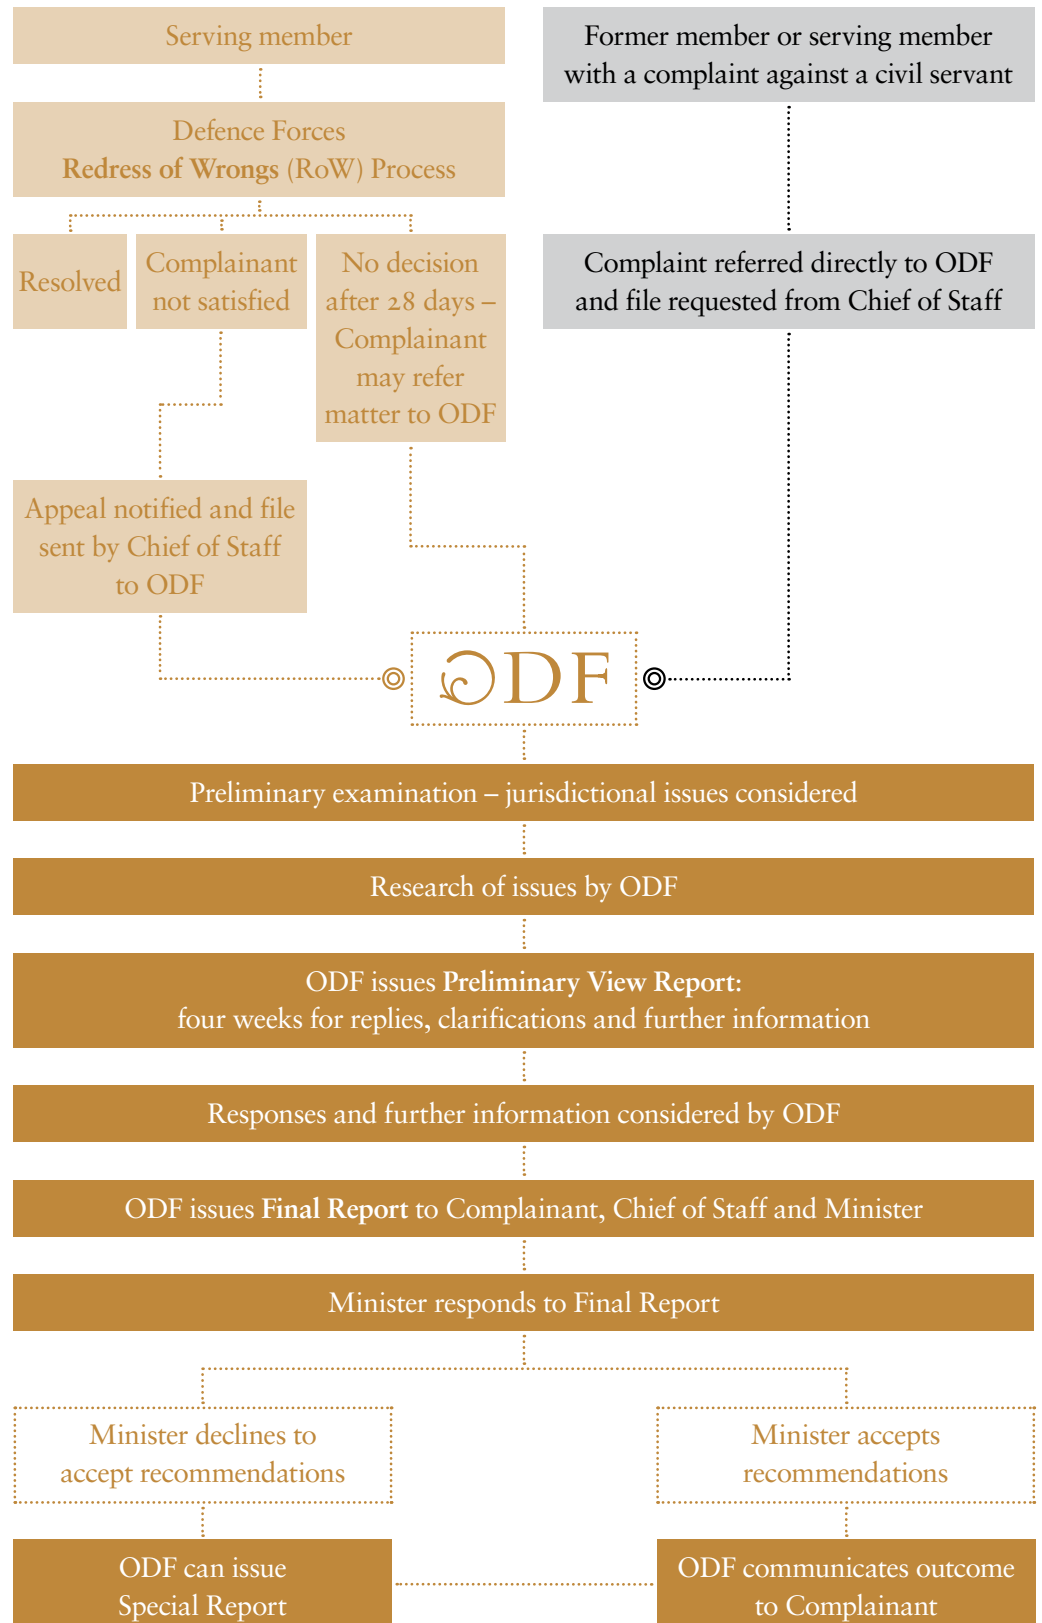 Serving member
Former member or serving member
with a complaint against a civil servant
Defence Forces
Redress of Wrongs (RoW) Process
Resolved
Complainant
not satisfied
No decision
after 28 days –
Complainant
may refer
matter to ODF
Complaint referred directly to ODF
and file requested from Chief of Staff
Appeal notified and file
sent by Chief of Staff
to ODF
ODF
Preliminary examination – jurisdictional issues considered
Research of issues by ODF
ODF issues Preliminary View Report:
four weeks for replies, clarifications and further information
Responses and further information considered by ODF
ODF issues Final Report to Complainant, Chief of Staff and Minister
Minister responds to Final Report
Minister declines to
accept recommendations
Minister accepts
recommendations
ODF can issue
Special Report
ODF communicates outcome
to Complainant